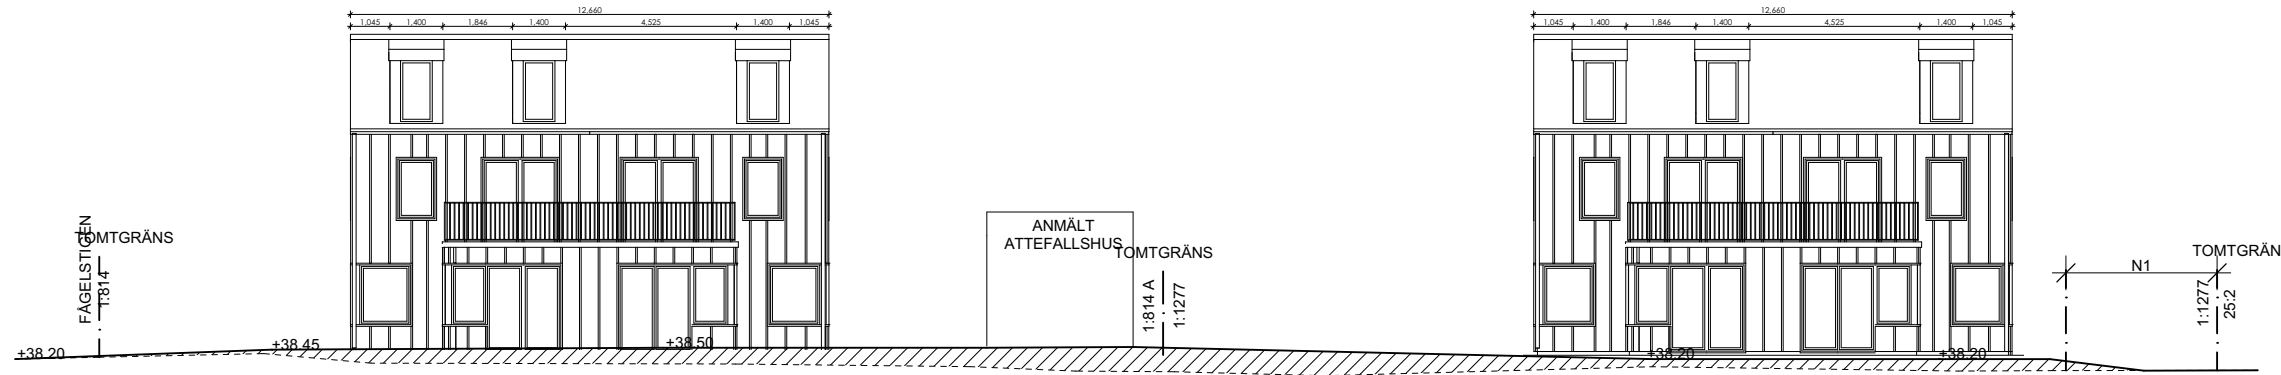 12,660
1,045 1,400 1,846 1,400 4,525 1,400 1,045
12,660
1,045 1,400 1,846 1,400 4,525 1,400 1,045
FÅGELSTIGEN
TOMTGRÄNS
1:814
+38.20
+38.45
+38.50
ANMÄLT
ATTEFALLSHUS
TOMTGRÄNS
1:814 A
1:1277
+38.20
+38.20
N1
TOMTGRÄN
1:1277
25:2